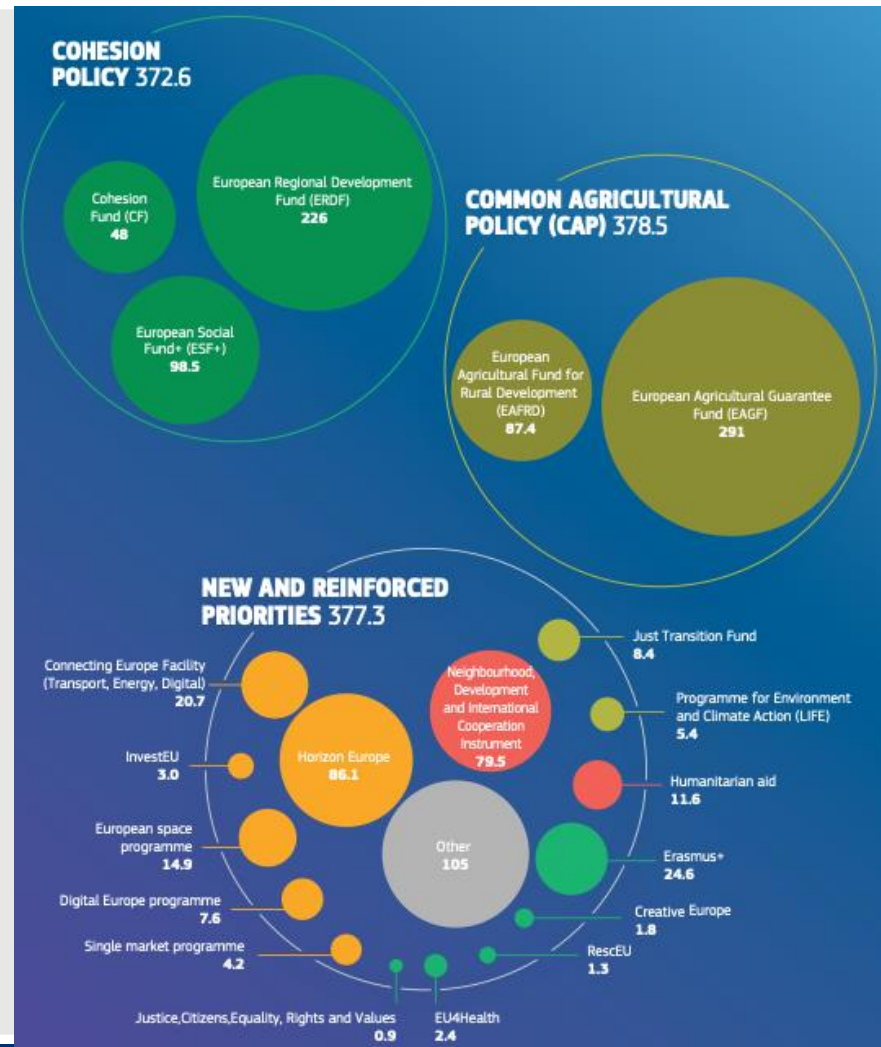 COHESION
POLICY 372.6
European Regional Development
Fund (ERDF)
226
Cohesion
Fund (CF)
48
European Social
Fund+ (ESF+)
98.5
COMMON AGRICULTURAL
POLICY (CAP) 378.5
European
Agricultural Fund for
Rural Development
(EAFRD)
87.4
European Agricultural Guarantee
Fund (EAGF)
291
NEW AND REINFORCED
PRIORITIES 377.3
Connecting Europe Facility
(Transport, Energy, Digital)
20.7
InvestEU
3.0
European space
programme
14.9
Digital Europe programme
7.6
Single market programme
4.2
Justice,Citizens,Equality, Rights and Values
0.9
EU4Health
2.4
Horizon Europe
86.1
Neighbourhood,
Development
and International
Cooperation
Instrument
79.5
Other
105
Just Transition Fund
8.4
Programme for Environment
and Climate Action (LIFE)
5.4
Humanitarian aid
11.6
Erasmus+
24.6
Creative Europe
1.8
RescEU
1.3